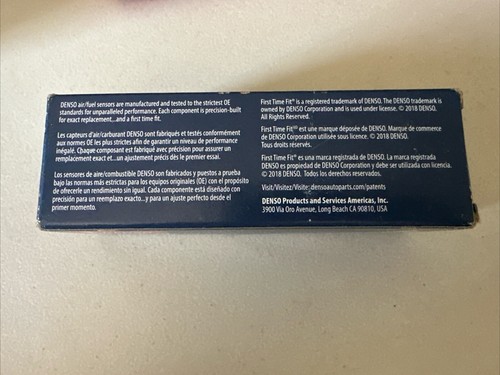 DENSO air/fuel sensors are manufactured and tested to the strictest OE
standards for unparalleled performance. Each component is precision-built
for exact replacement...and a first time fit.
Les capteurs d'air/carburant DENSO sont fabriqués et testés conformément
aux normes OE les plus strictes afin de garantir un niveau de performance
inégalé. Chaque composant est fabriqué avec précision pour assurer un
remplacement exact et...un ajustement précis dès le premier essai.
Los sensores de aire/combustible DENSO son fabricados y puestos a prueba
bajo las normas más estrictas para los equipos originales (OE) con el propósito
de ofrecerle un rendimiento sin igual. Cada componente está diseñado con
precisión para un reemplazo exacto...y para un ajuste perfecto desde el
primer momento.
First Time Fit® is a registered trademark of DENSO. The DENSO trademark is
owned by DENSO Corporation and is used under license. © 2018 DENSO.
All Rights Reserved.
First Time Fit® est une marque déposée de DENSO. Marque de commerce
de DENSO Corporation utilisée sous licence. © 2018 DENSO.
Tous droits réservés.
First Time Fit® es una marca registrada de DENSO. La marca registrada
DENSO es propiedad de DENSO Corporation y debe ser utilizada con licencia.
© 2018 DENSO. Todos los derechos reservados.
Visit/Visitez/Visite: densoautoparts.com/patents
DENSO Products and Services Americas, Inc.
3900 Via Oro Avenue, Long Beach CA 90810, USA